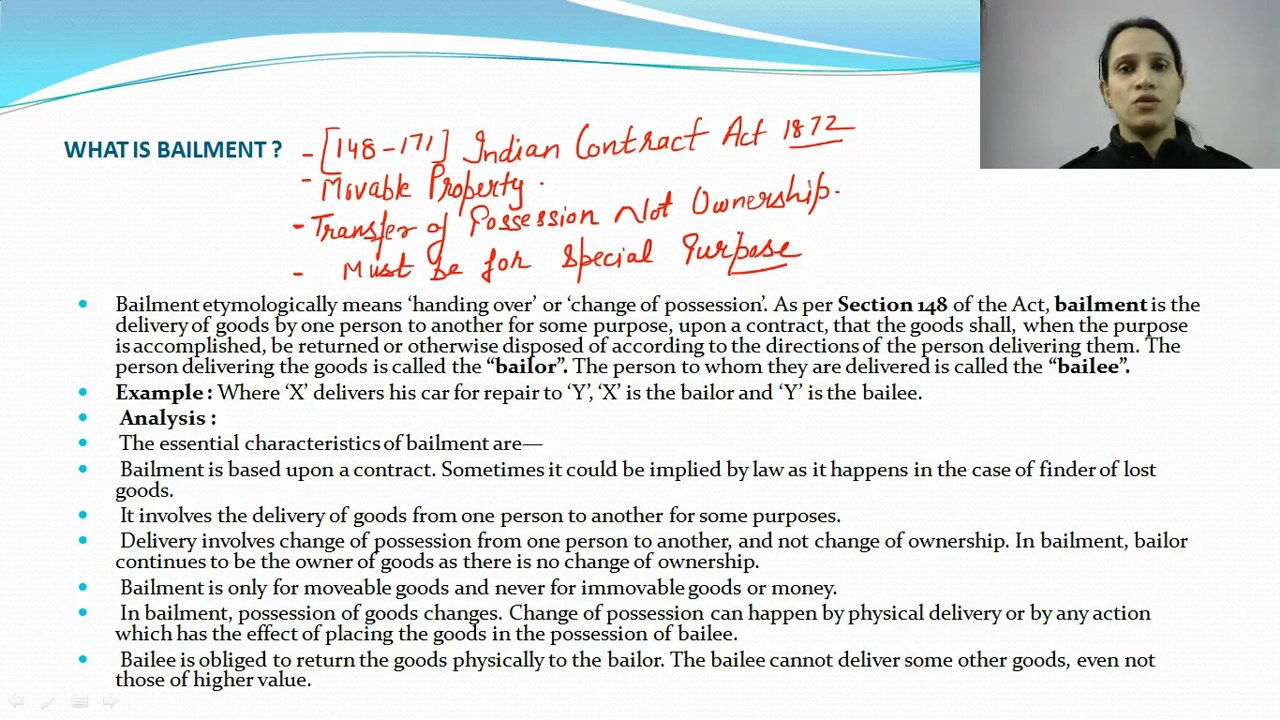 WHAT IS BAILMENT ?
- [148-171] Indian Contract Act 1872
- Movable Property.
- Transfer of Possession Not Ownership.
- Must be for Special Purpose
• Bailment etymologically means ‘handing over’ or ‘change of possession’. As per Section 148 of the Act, bailment is the
delivery of goods by one person to another for some purpose, upon a contract, that the goods shall, when the purpose
is accomplished, be returned or otherwise disposed of according to the directions of the person delivering them. The
person delivering the goods is called the “bailor”. The person to whom they are delivered is called the “bailee”.
• Example : Where ‘X’ delivers his car for repair to ‘Y’, ‘X’ is the bailor and ‘Y’ is the bailee.
• Analysis :
• The essential characteristics of bailment are—
• Bailment is based upon a contract. Sometimes it could be implied by law as it happens in the case of finder of lost
goods.
• It involves the delivery of goods from one person to another for some purposes.
• Delivery involves change of possession from one person to another, and not change of ownership. In bailment, bailor
continues to be the owner of goods as there is no change of ownership.
• Bailment is only for moveable goods and never for immovable goods or money.
• In bailment, possession of goods changes. Change of possession can happen by physical delivery or by any action
which has the effect of placing the goods in the possession of bailee.
• Bailee is obliged to return the goods physically to the bailor. The bailee cannot deliver some other goods, even not
those of higher value.